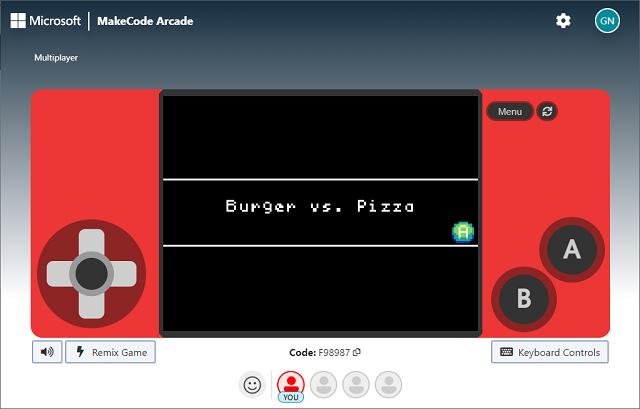 Microsoft MakeCode Arcade GN
Multiplayer
Menu
Burger vs. Pizza
A
A
B
Remix Game Code: F98987 Keyboard Controls
YOU